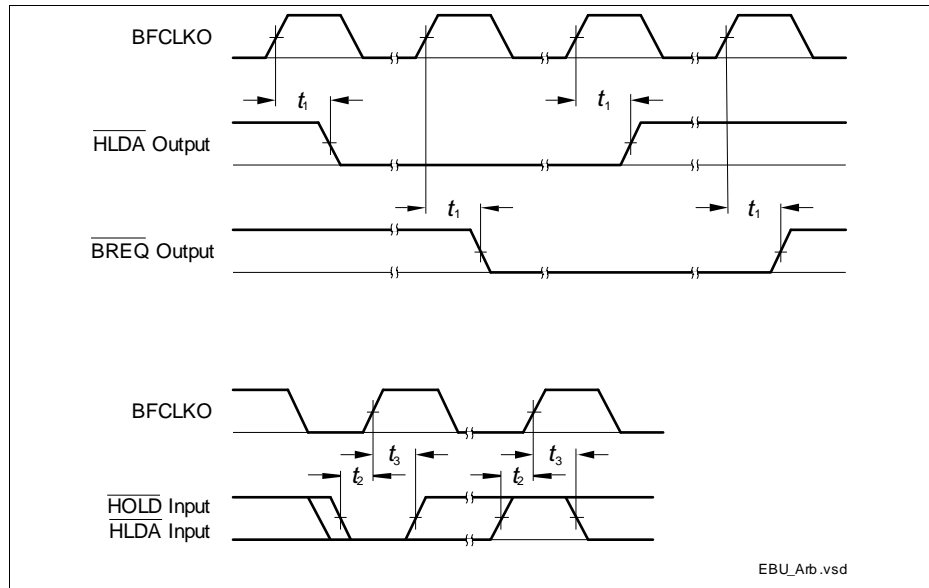 BFCLKO
t₁ t₁
HLDA Output
t₁ t₁
BREQ Output
BFCLKO
t₃ t₃
t₂ t₂
HOLD Input
HLDA Input
EBU_Arb.vsd